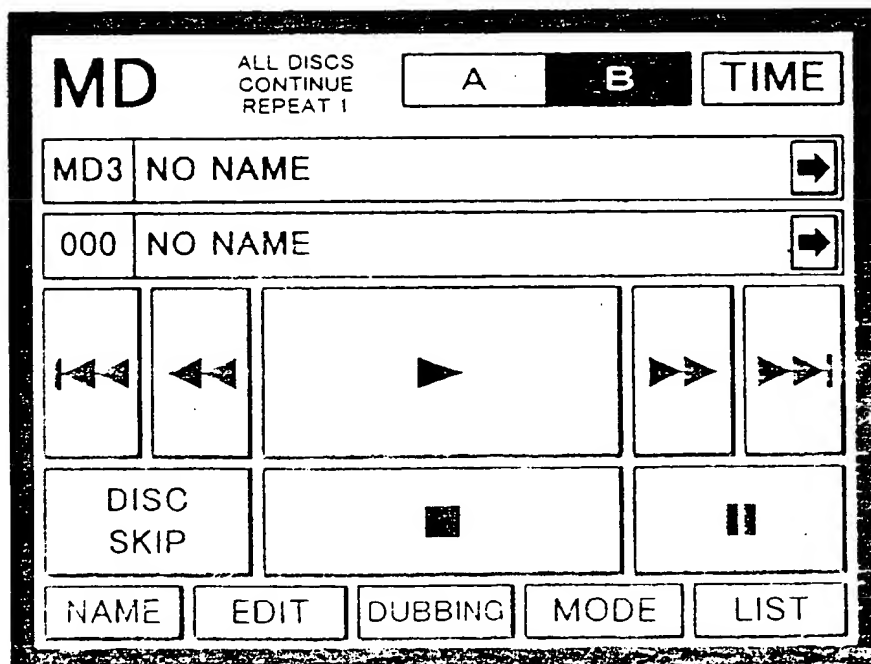 MD
ALL DISCS
CONTINUE
REPEAT 1
A
B
TIME
MD3 NO NAME
000 NO NAME
DISC
SKIP
NAME
EDIT
DUBBING
MODE
LIST